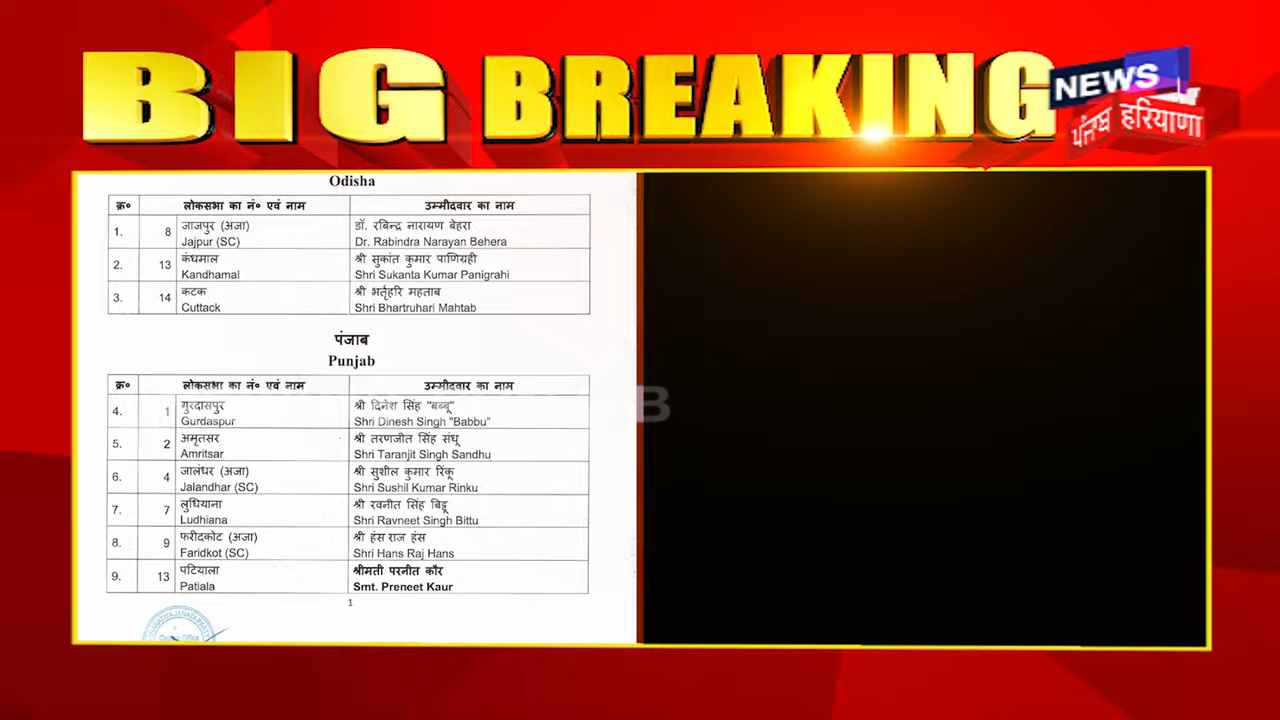 BIG BREAKING
NEWS
ਪੰਜਾਬ हरियाणा
Odisha
क्र० लोकसभा का नं० एवं नाम उम्मीदवार का नाम
1. 8 जाजपुर (अजा) डॉ. रबिन्द्र नारायण बेहरा
Jajpur (SC) Dr. Rabindra Narayan Behera
2. 13 कंधमाल श्री सुकांत कुमार पाणिग्रही
Kandhamal Shri Sukanta Kumar Panigrahi
3. 14 कटक श्री भर्तृहरि महताब
Cuttack Shri Bhartruhari Mahtab
पंजाब
Punjab
क्र० लोकसभा का नं० एवं नाम उम्मीदवार का नाम
4. 1 गुरदासपुर श्री दिनेश सिंह "बब्बू"
Gurdaspur Shri Dinesh Singh "Babbu"
5. 2 अमृतसर श्री तरणजीत सिंह संधू
Amritsar Shri Taranjit Singh Sandhu
6. 4 जालंधर (अजा) श्री सुशील कुमार रिंकू
Jalandhar (SC) Shri Sushil Kumar Rinku
7. 7 लुधियाना श्री रवनीत सिंह बिट्टू
Ludhiana Shri Ravneet Singh Bittu
8. 9 फरीदकोट (अजा) श्री हंस राज हंस
Faridkot (SC) Shri Hans Raj Hans
9. 13 पटियाला श्रीमती परनीत कौर
Patiala Smt. Preneet Kaur
1
BHARATIYA JANATA PARTY
Central Office
B